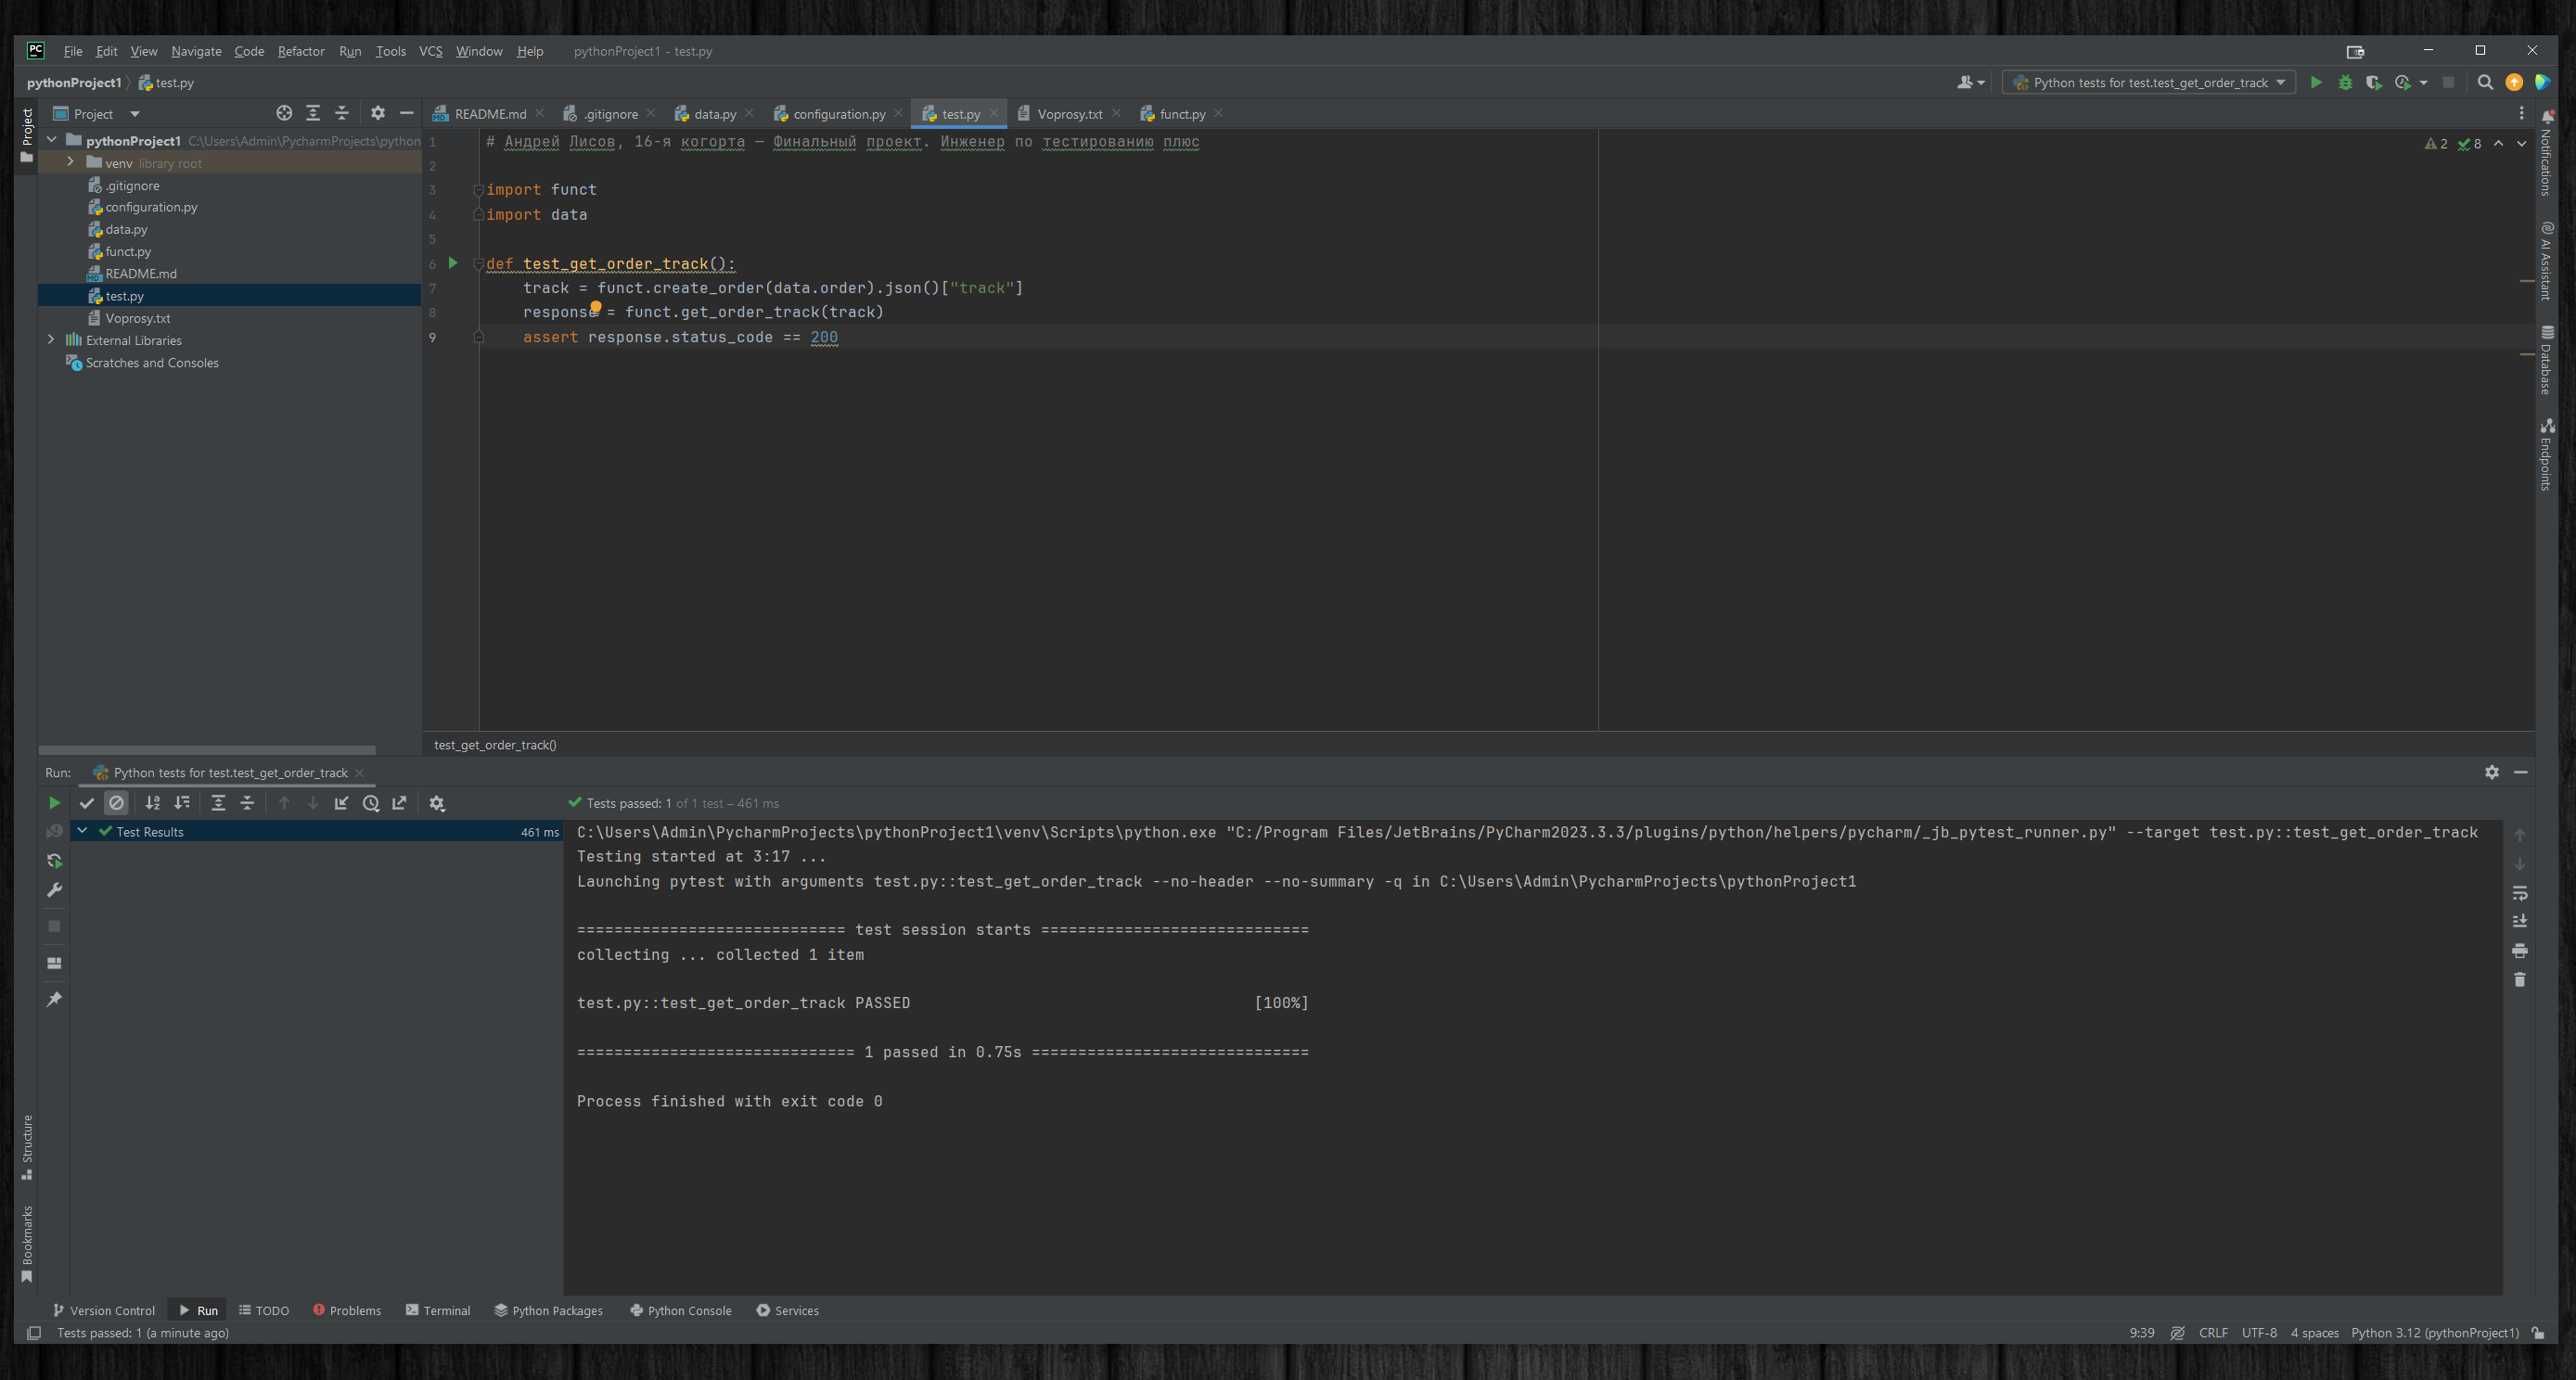 PC File Edit View Navigate Code Refactor Run Tools VCS Window Help pythonProject1 - test.py
pythonProject1 test.py
Python tests for test.test_get_order_track
Project
Project
README.md .gitignore data.py configuration.py test.py Voprosy.txt funct.py
pythonProject1 C:\Users\Admin\PycharmProjects\python
venv library root
.gitignore
configuration.py
data.py
funct.py
README.md
test.py
Voprosy.txt
External Libraries
Scratches and Consoles
1 # Андрей Лисов, 16-я когорта — Финальный проект. Инженер по тестированию плюс
2
3 import funct
4 import data
5
6 def test_get_order_track():
7 track = funct.create_order(data.order).json()["track"]
8 response = funct.get_order_track(track)
9 assert response.status_code == 200
2 8
Notifications
AI Assistant
Database
Endpoints
test_get_order_track()
Run: Python tests for test.test_get_order_track
Tests passed: 1 of 1 test – 461 ms
Test Results 461 ms
C:\Users\Admin\PycharmProjects\pythonProject1\venv\Scripts\python.exe "C:/Program Files/JetBrains/PyCharm2023.3.3/plugins/python/helpers/pycharm/_jb_pytest_runner.py" --target test.py::test_get_order_track
Testing started at 3:17 ...
Launching pytest with arguments test.py::test_get_order_track --no-header --no-summary -q in C:\Users\Admin\PycharmProjects\pythonProject1
============================= test session starts =============================
collecting ... collected 1 item
test.py::test_get_order_track PASSED [100%]
============================== 1 passed in 0.75s ==============================
Process finished with exit code 0
Structure
Bookmarks
Version Control Run TODO Problems Terminal Python Packages Python Console Services
Tests passed: 1 (a minute ago)
9:39 CRLF UTF-8 4 spaces Python 3.12 (pythonProject1)